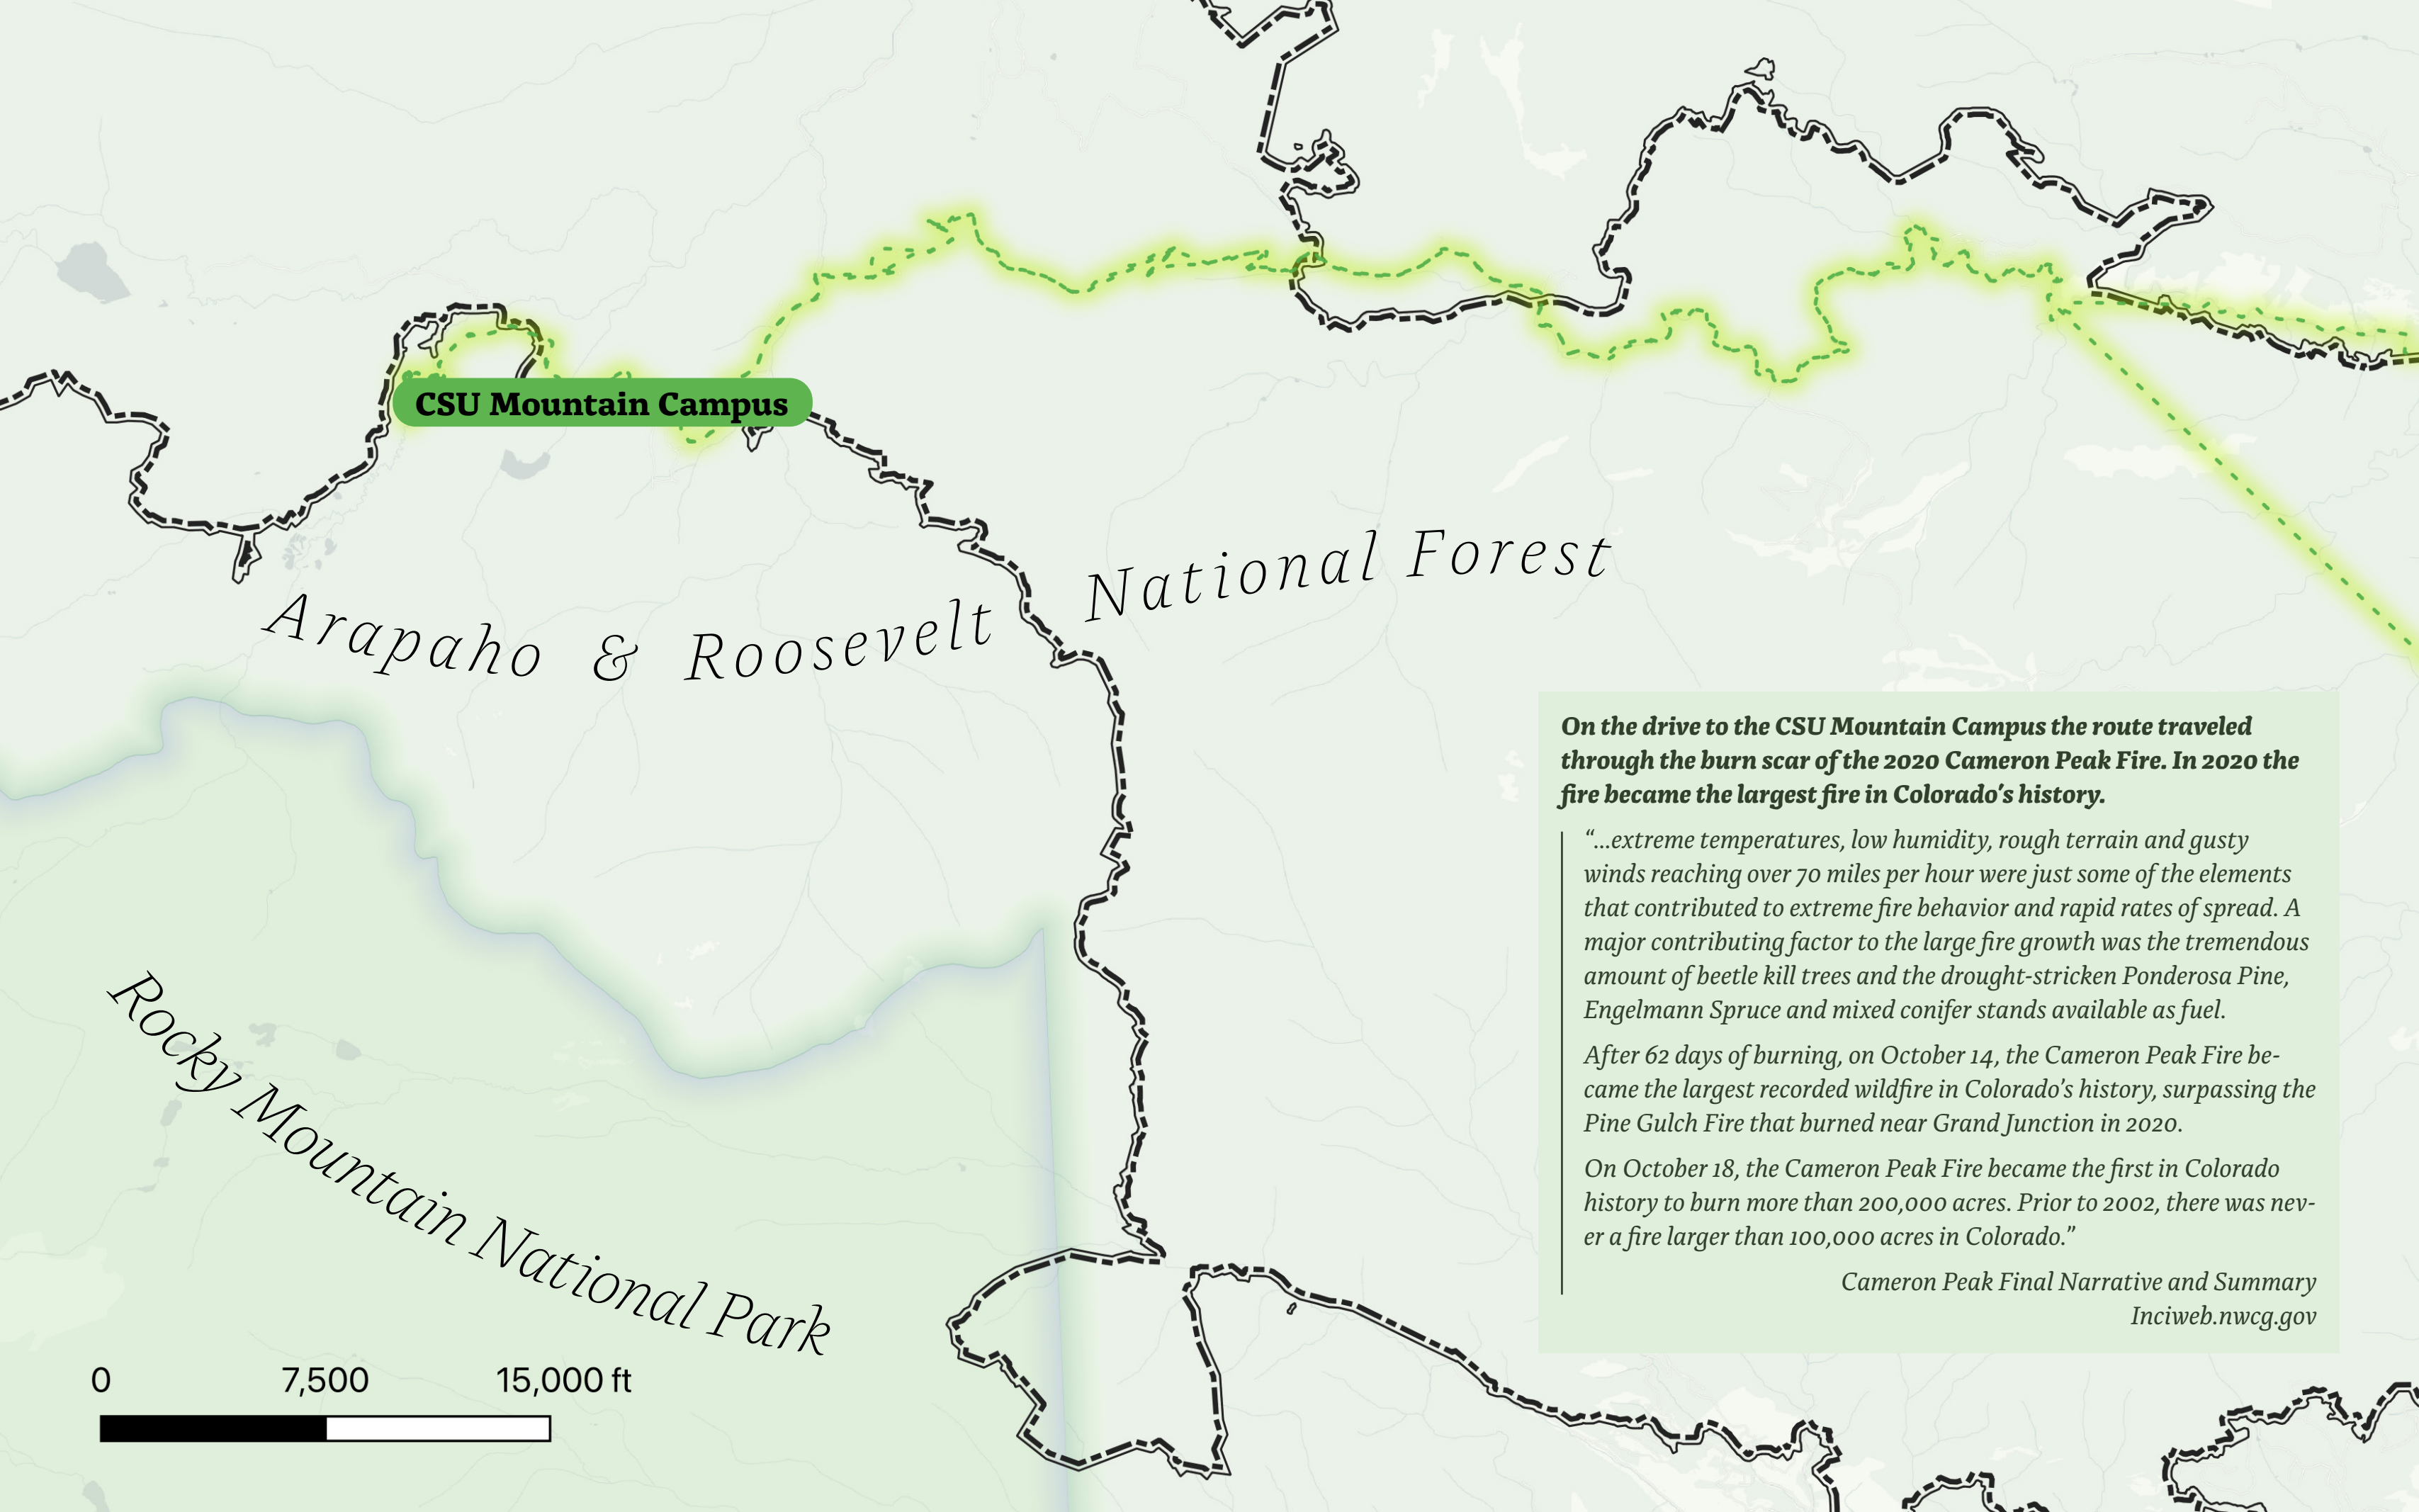 CSU Mountain Campus
Arapaho & Roosevelt National Forest
On the drive to the CSU Mountain Campus the route traveled
through the burn scar of the 2020 Cameron Peak Fire. In 2020 the
fire became the largest fire in Colorado's history.
“...extreme temperatures, low humidity, rough terrain and gusty
winds reaching over 70 miles per hour were just some of the elements
that contributed to extreme fire behavior and rapid rates of spread. A
major contributing factor to the large fire growth was the tremendous
amount of beetle kill trees and the drought-stricken Ponderosa Pine,
Engelmann Spruce and mixed conifer stands available as fuel.
After 62 days of burning, on October 14, the Cameron Peak Fire be-
came the largest recorded wildfire in Colorado's history, surpassing the
Pine Gulch Fire that burned near Grand Junction in 2020.
On October 18, the Cameron Peak Fire became the first in Colorado
history to burn more than 200,000 acres. Prior to 2002, there was nev-
er a fire larger than 100,000 acres in Colorado.”
Cameron Peak Final Narrative and Summary
Inciweb.nwcg.gov
Rocky Mountain National Park
0 7,500 15,000 ft